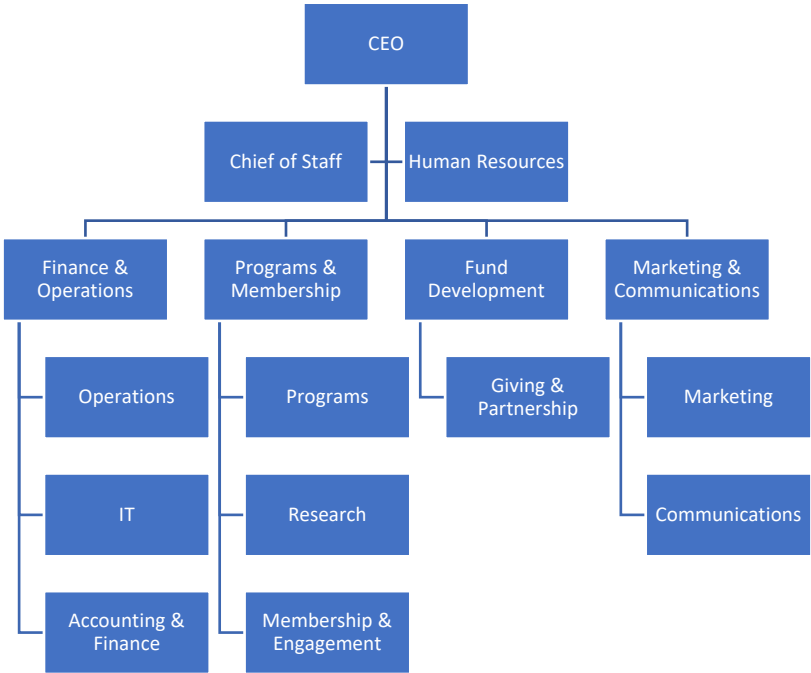 CEO
Chief of Staff
Human Resources
Finance &
Operations
Programs &
Membership
Fund
Development
Marketing &
Communications
Operations
Programs
Giving &
Partnership
Marketing
IT
Research
Communications
Accounting &
Finance
Membership &
Engagement